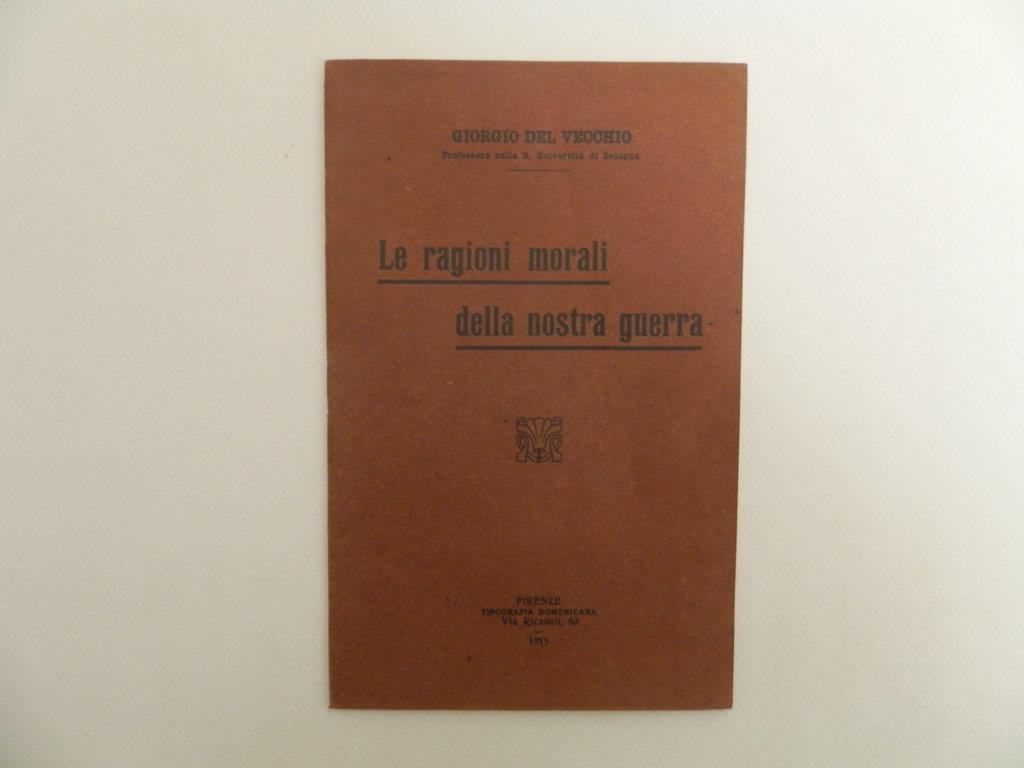 GIORGIO DEL VECCHIO
Professore nella R. Università di Bologna
Le ragioni morali
della nostra guerra
FIRENZE
TIPOGRAFIA DOMENICANA
Via Ricasoli, 63
1915